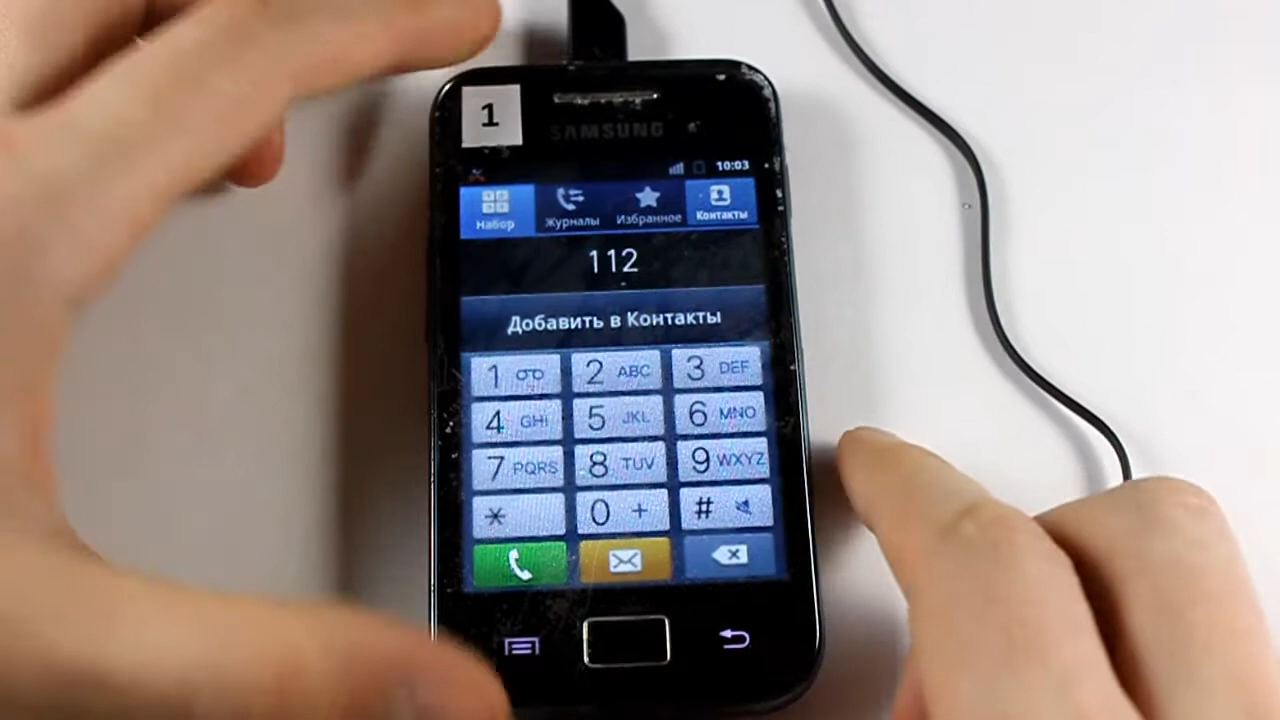 1
SAMSUNG
10:03
Набор Журналы Избранное Контакты
112
Добавить в Контакты
1 2 ABC 3 DEF
4 GHI 5 JKL 6 MNO
7 PQRS 8 TUV 9 WXYZ
* 0 + #